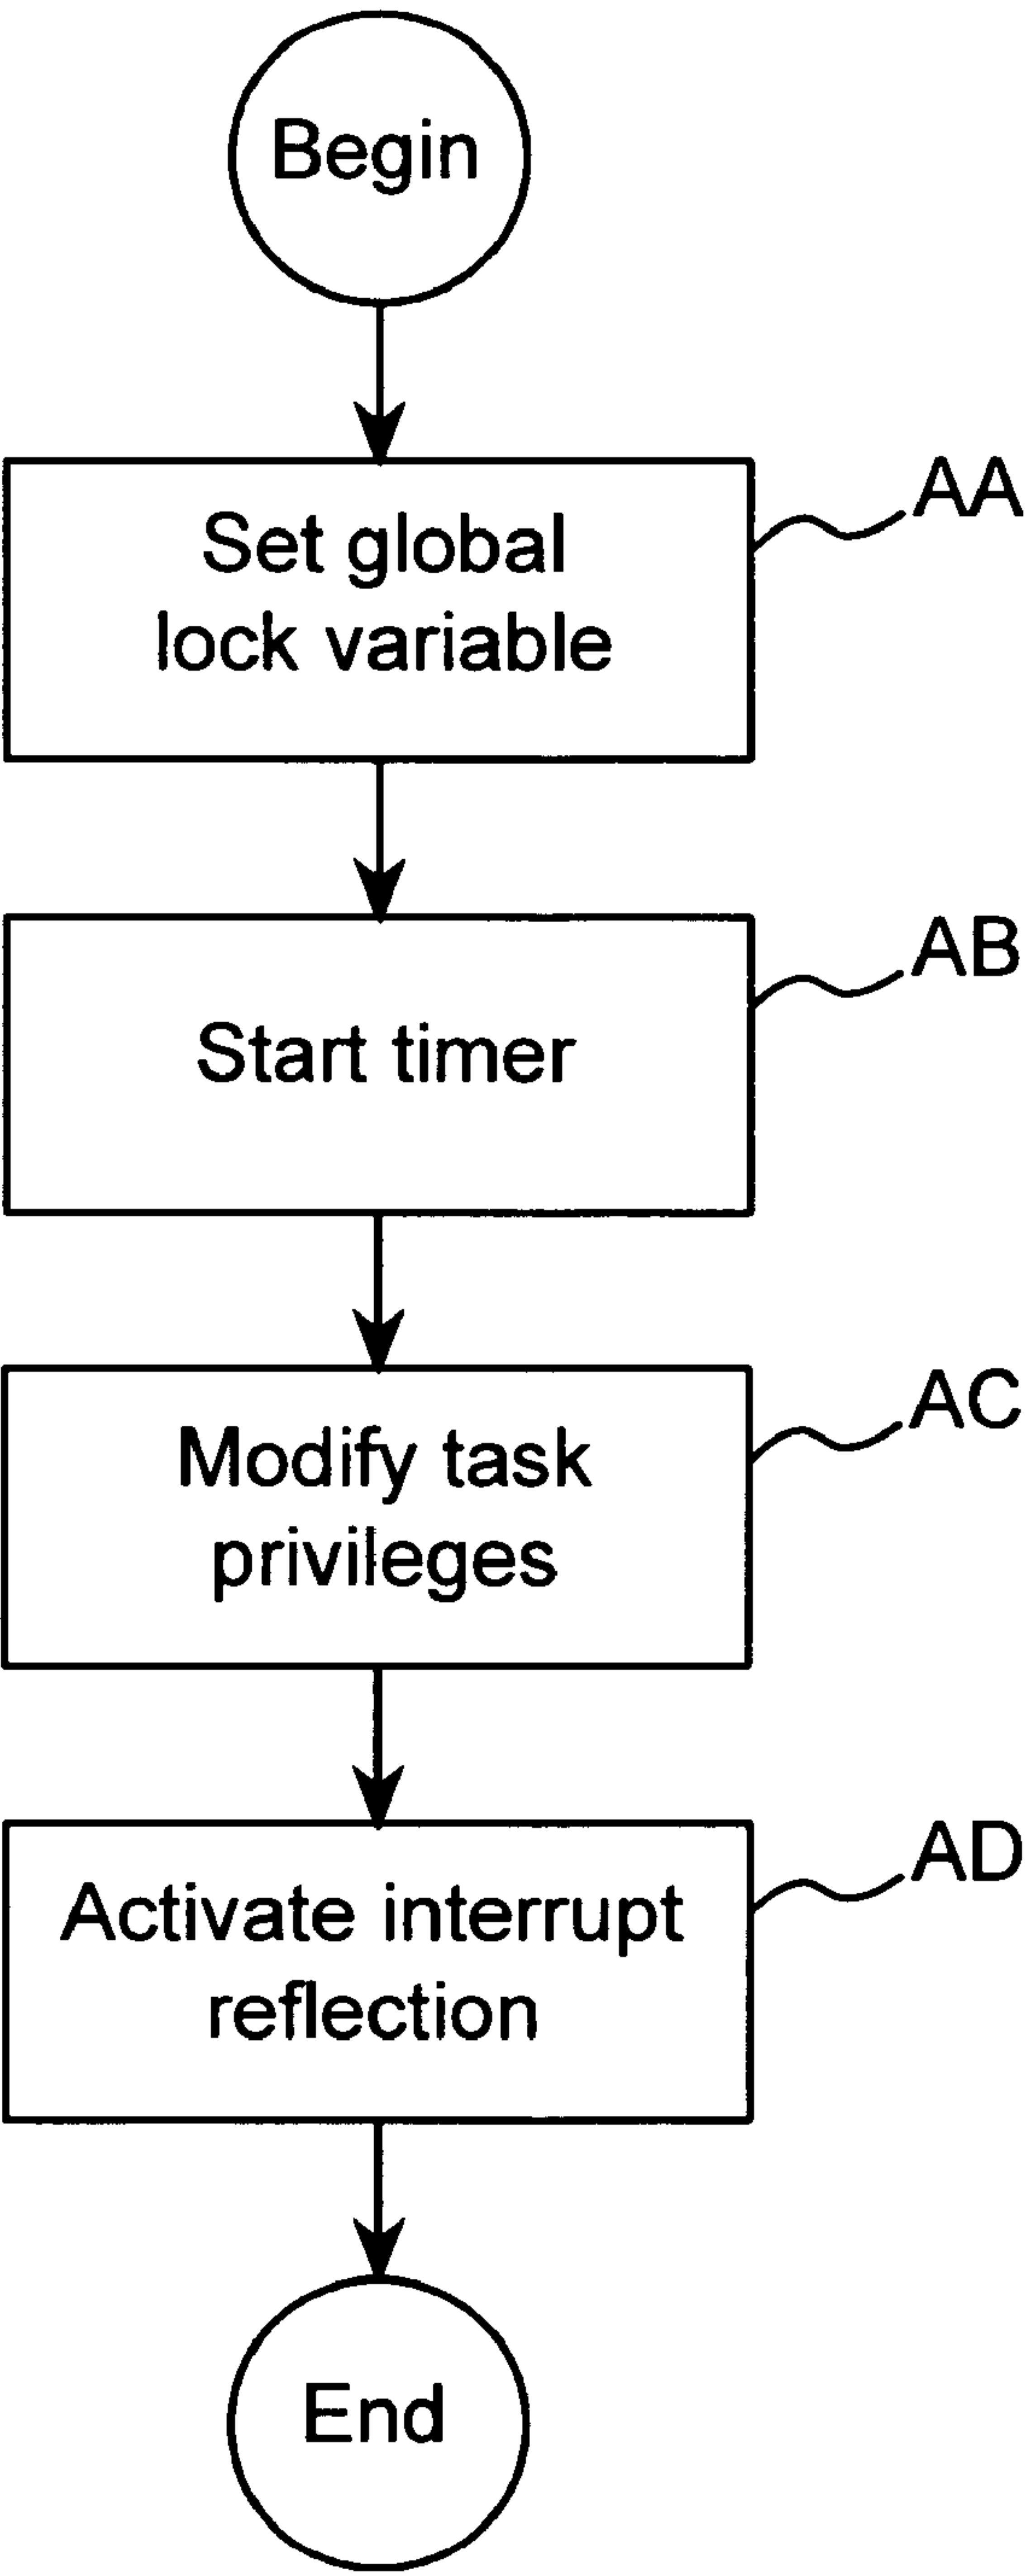 Begin
AA
Set global
lock variable
AB
Start timer
AC
Modify task
privileges
AD
Activate interrupt
reflection
End